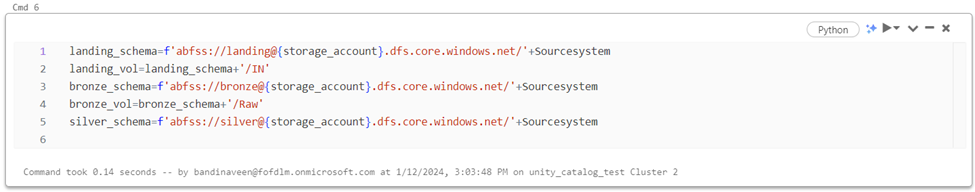 Cmd 6
Python
1 landing_schema=f'abfss://landing@{storage_account}.dfs.core.windows.net/'+Sourcesystem
2 landing_vol=landing_schema+'/IN'
3 bronze_schema=f'abfss://bronze@{storage_account}.dfs.core.windows.net/'+Sourcesystem
4 bronze_vol=bronze_schema+'/Raw'
5 silver_schema=f'abfss://silver@{storage_account}.dfs.core.windows.net/'+Sourcesystem
6
Command took 0.14 seconds -- by bandinaveen@fofdlm.onmicrosoft.com at 1/12/2024, 3:03:48 PM on unity_catalog_test Cluster 2